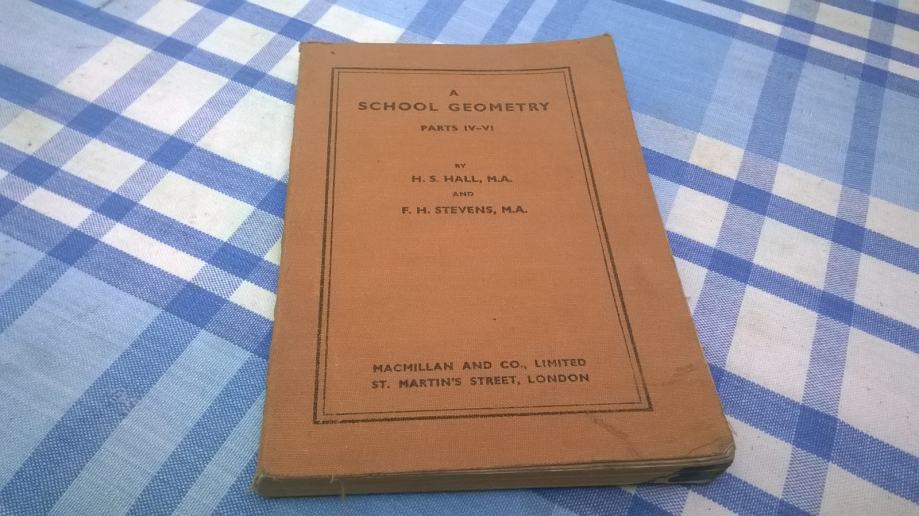 A
SCHOOL GEOMETRY
PARTS IV-VI
BY
H. S. HALL, M.A.
AND
F. H. STEVENS, M.A.
MACMILLAN AND CO., LIMITED
ST. MARTIN'S STREET, LONDON